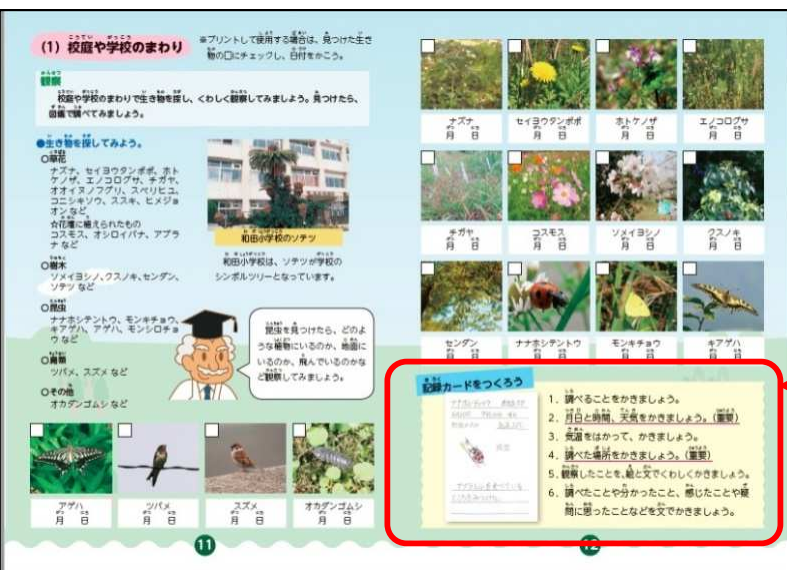 (1) 校庭や学校のまわり
※プリントして使用する場合は、見つけた生き
物の□にチェックし、日付をかこう。
観察
校庭や学校のまわりで生き物を探し、くわしく観察してみましょう。見つけたら、
図鑑で調べてみましょう。
●生き物を探してみよう。
○草花
ナズナ、セイヨウタンポポ、ホト
ケノザ、エノコログサ、チガヤ、
オオイヌノフグリ、スベリヒユ、
コニシキソウ、ススキ、ヒメジョ
オン など
☆花壇に植えられたもの
コスモス、オシロイバナ、アブラ
ナ など
○樹木
ソメイヨシノ、クスノキ、センダン、
ソテツ など
○昆虫
ナナホシテントウ、モンキチョウ、
キアゲハ、アゲハ、モンシロチョ
ウ など
○鳥類
ツバメ、スズメ など
○その他
オカダンゴムシ など
和田小学校のソテツ
和田小学校は、ソテツが学校の
シンボルツリーとなっています。
昆虫を見つけたら、どのよ
うな植物にいるのか、地面に
いるのか、飛んでいるのかな
ど観察してみましょう。
アゲハ
月 日
ツバメ
月 日
スズメ
月 日
オカダンゴムシ
月 日
11
ナズナ
月 日
セイヨウタンポポ
月 日
ホトケノザ
月 日
エノコログサ
月 日
チガヤ
月 日
コスモス
月 日
ソメイヨシノ
月 日
クスノキ
月 日
センダン
月 日
ナナホシテントウ
月 日
モンキチョウ
月 日
キアゲハ
月 日
記録カードをつくろう
1. 調べることをかきましょう。
2. 月日と時間、天気をかきましょう。(重要)
3. 気温をはかって、かきましょう。
4. 調べた場所をかきましょう。(重要)
5. 観察したことを、絵と文でくわしくかきましょう。
6. 調べたことや分かったこと、感じたことや疑
問に思ったことなどを文でかきましょう。
12